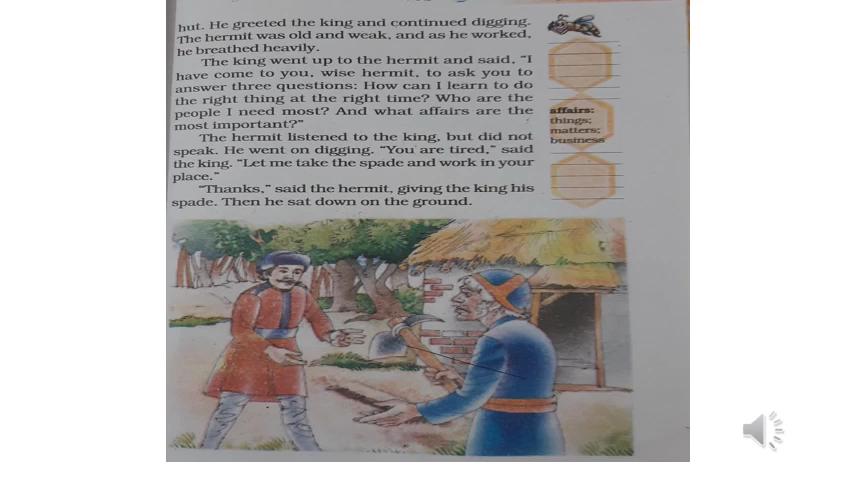 hut. He greeted the king and continued digging.
The hermit was old and weak, and as he worked,
he breathed heavily.
The king went up to the hermit and said, "I
have come to you, wise hermit, to ask you to
answer three questions: How can I learn to do
the right thing at the right time? Who are the
people I need most? And what affairs are the
most important?"
The hermit listened to the king, but did not
speak. He went on digging. "You are tired," said
the king. "Let me take the spade and work in your
place."
"Thanks," said the hermit, giving the king his
spade. Then he sat down on the ground.
affairs:
things;
matters;
business